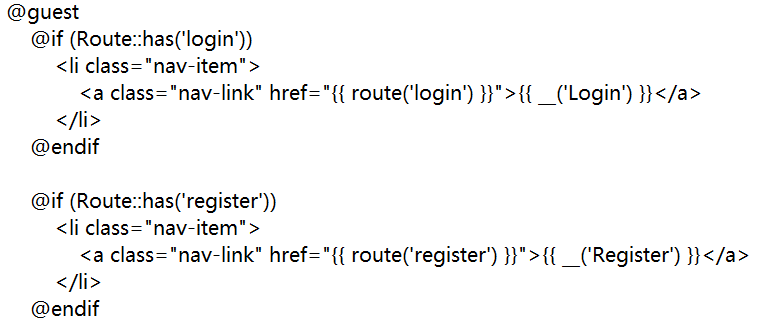 @guest
@if (Route::has('login'))
<li class="nav-item">
<a class="nav-link" href="{{ route('login') }}">{{ __('Login') }}</a>
</li>
@endif
@if (Route::has('register'))
<li class="nav-item">
<a class="nav-link" href="{{ route('register') }}">{{ __('Register') }}</a>
</li>
@endif